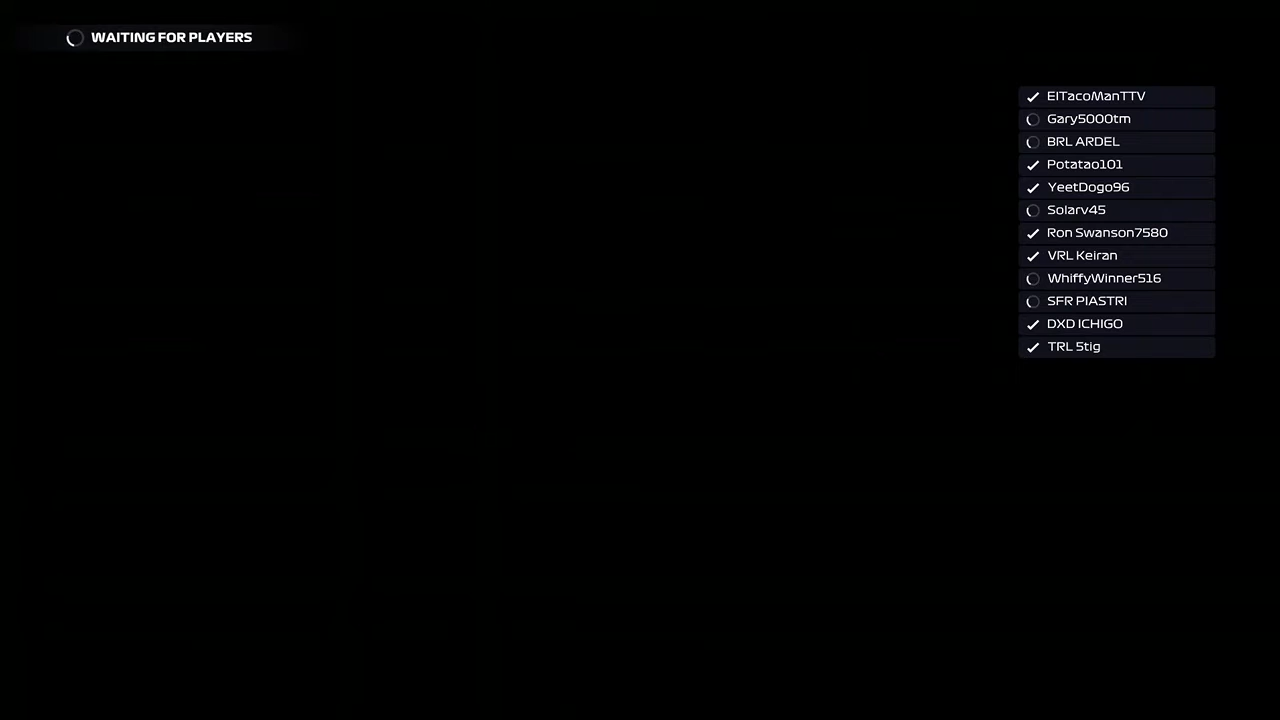 WAITING FOR PLAYERS
ElTacoManTTV
Gary5000tm
BRL ARDEL
Potatao101
YeetDogo96
Solarv45
Ron Swanson7580
VRL Keiran
WhiffyWinner516
SFR PIASTRI
DXD ICHIGO
TRL 5tig